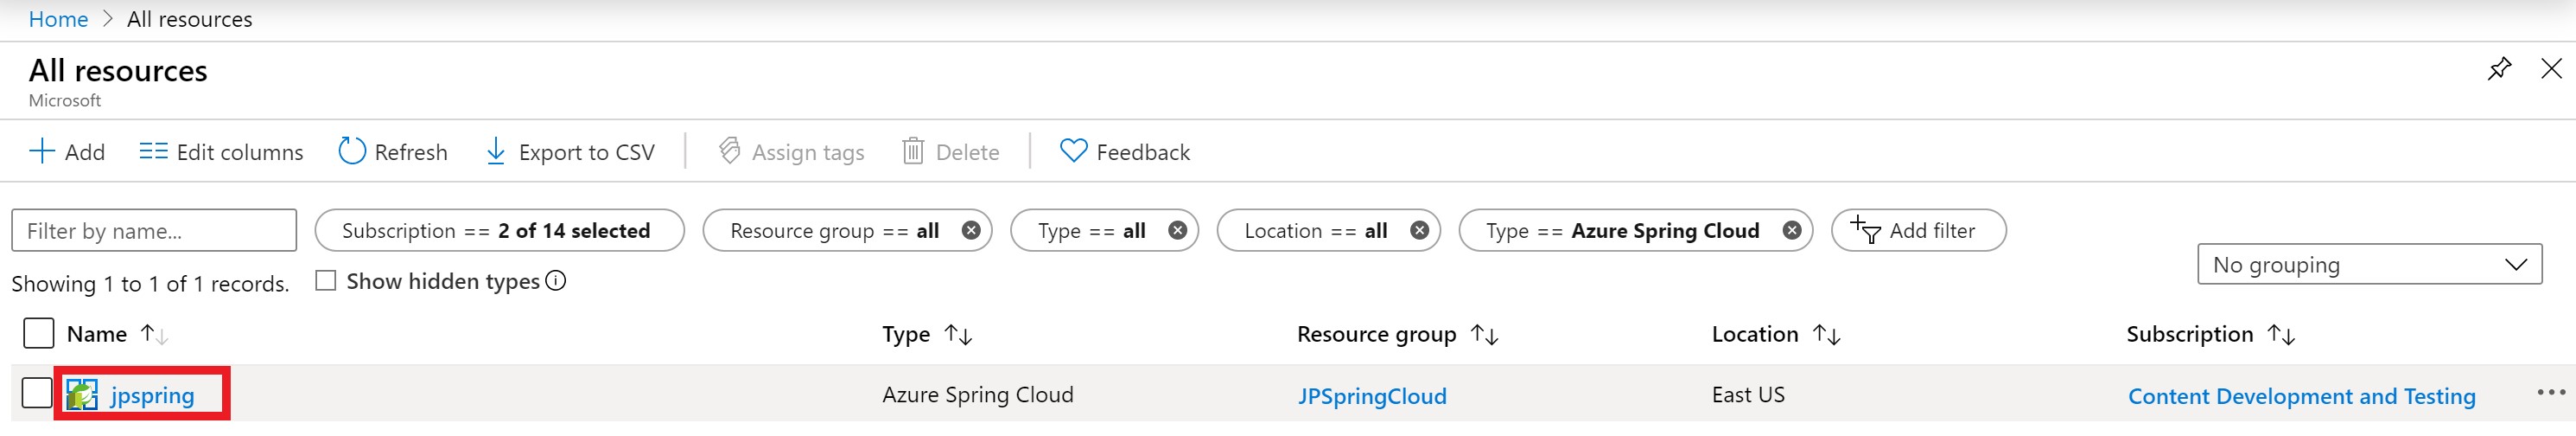 Home > All resources
All resources
Microsoft
Add Edit columns Refresh Export to CSV Assign tags Delete Feedback
Filter by name... Subscription == 2 of 14 selected Resource group == all Type == all Location == all Type == Azure Spring Cloud Add filter
No grouping
Showing 1 to 1 of 1 records. Show hidden types
Name Type Resource group Location Subscription
jpspring Azure Spring Cloud JPSpringCloud East US Content Development and Testing